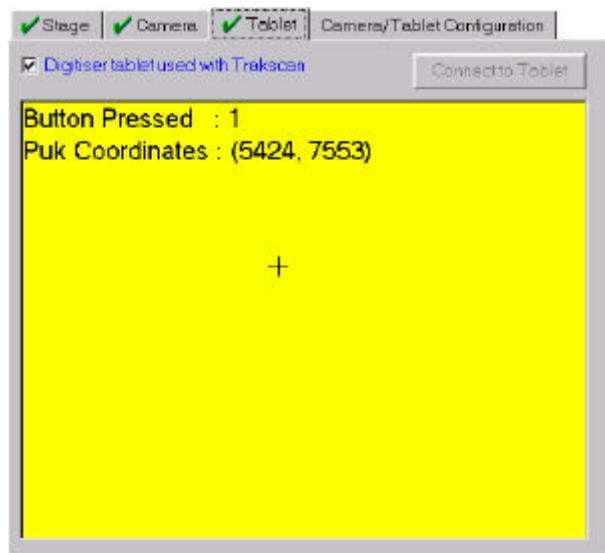 Stage Camera Tablet Camera/Tablet Configuration
Digitiser tablet used with Trakscan Connect to Tablet
Button Pressed : 1
Puk Coordinates : (5424, 7553)